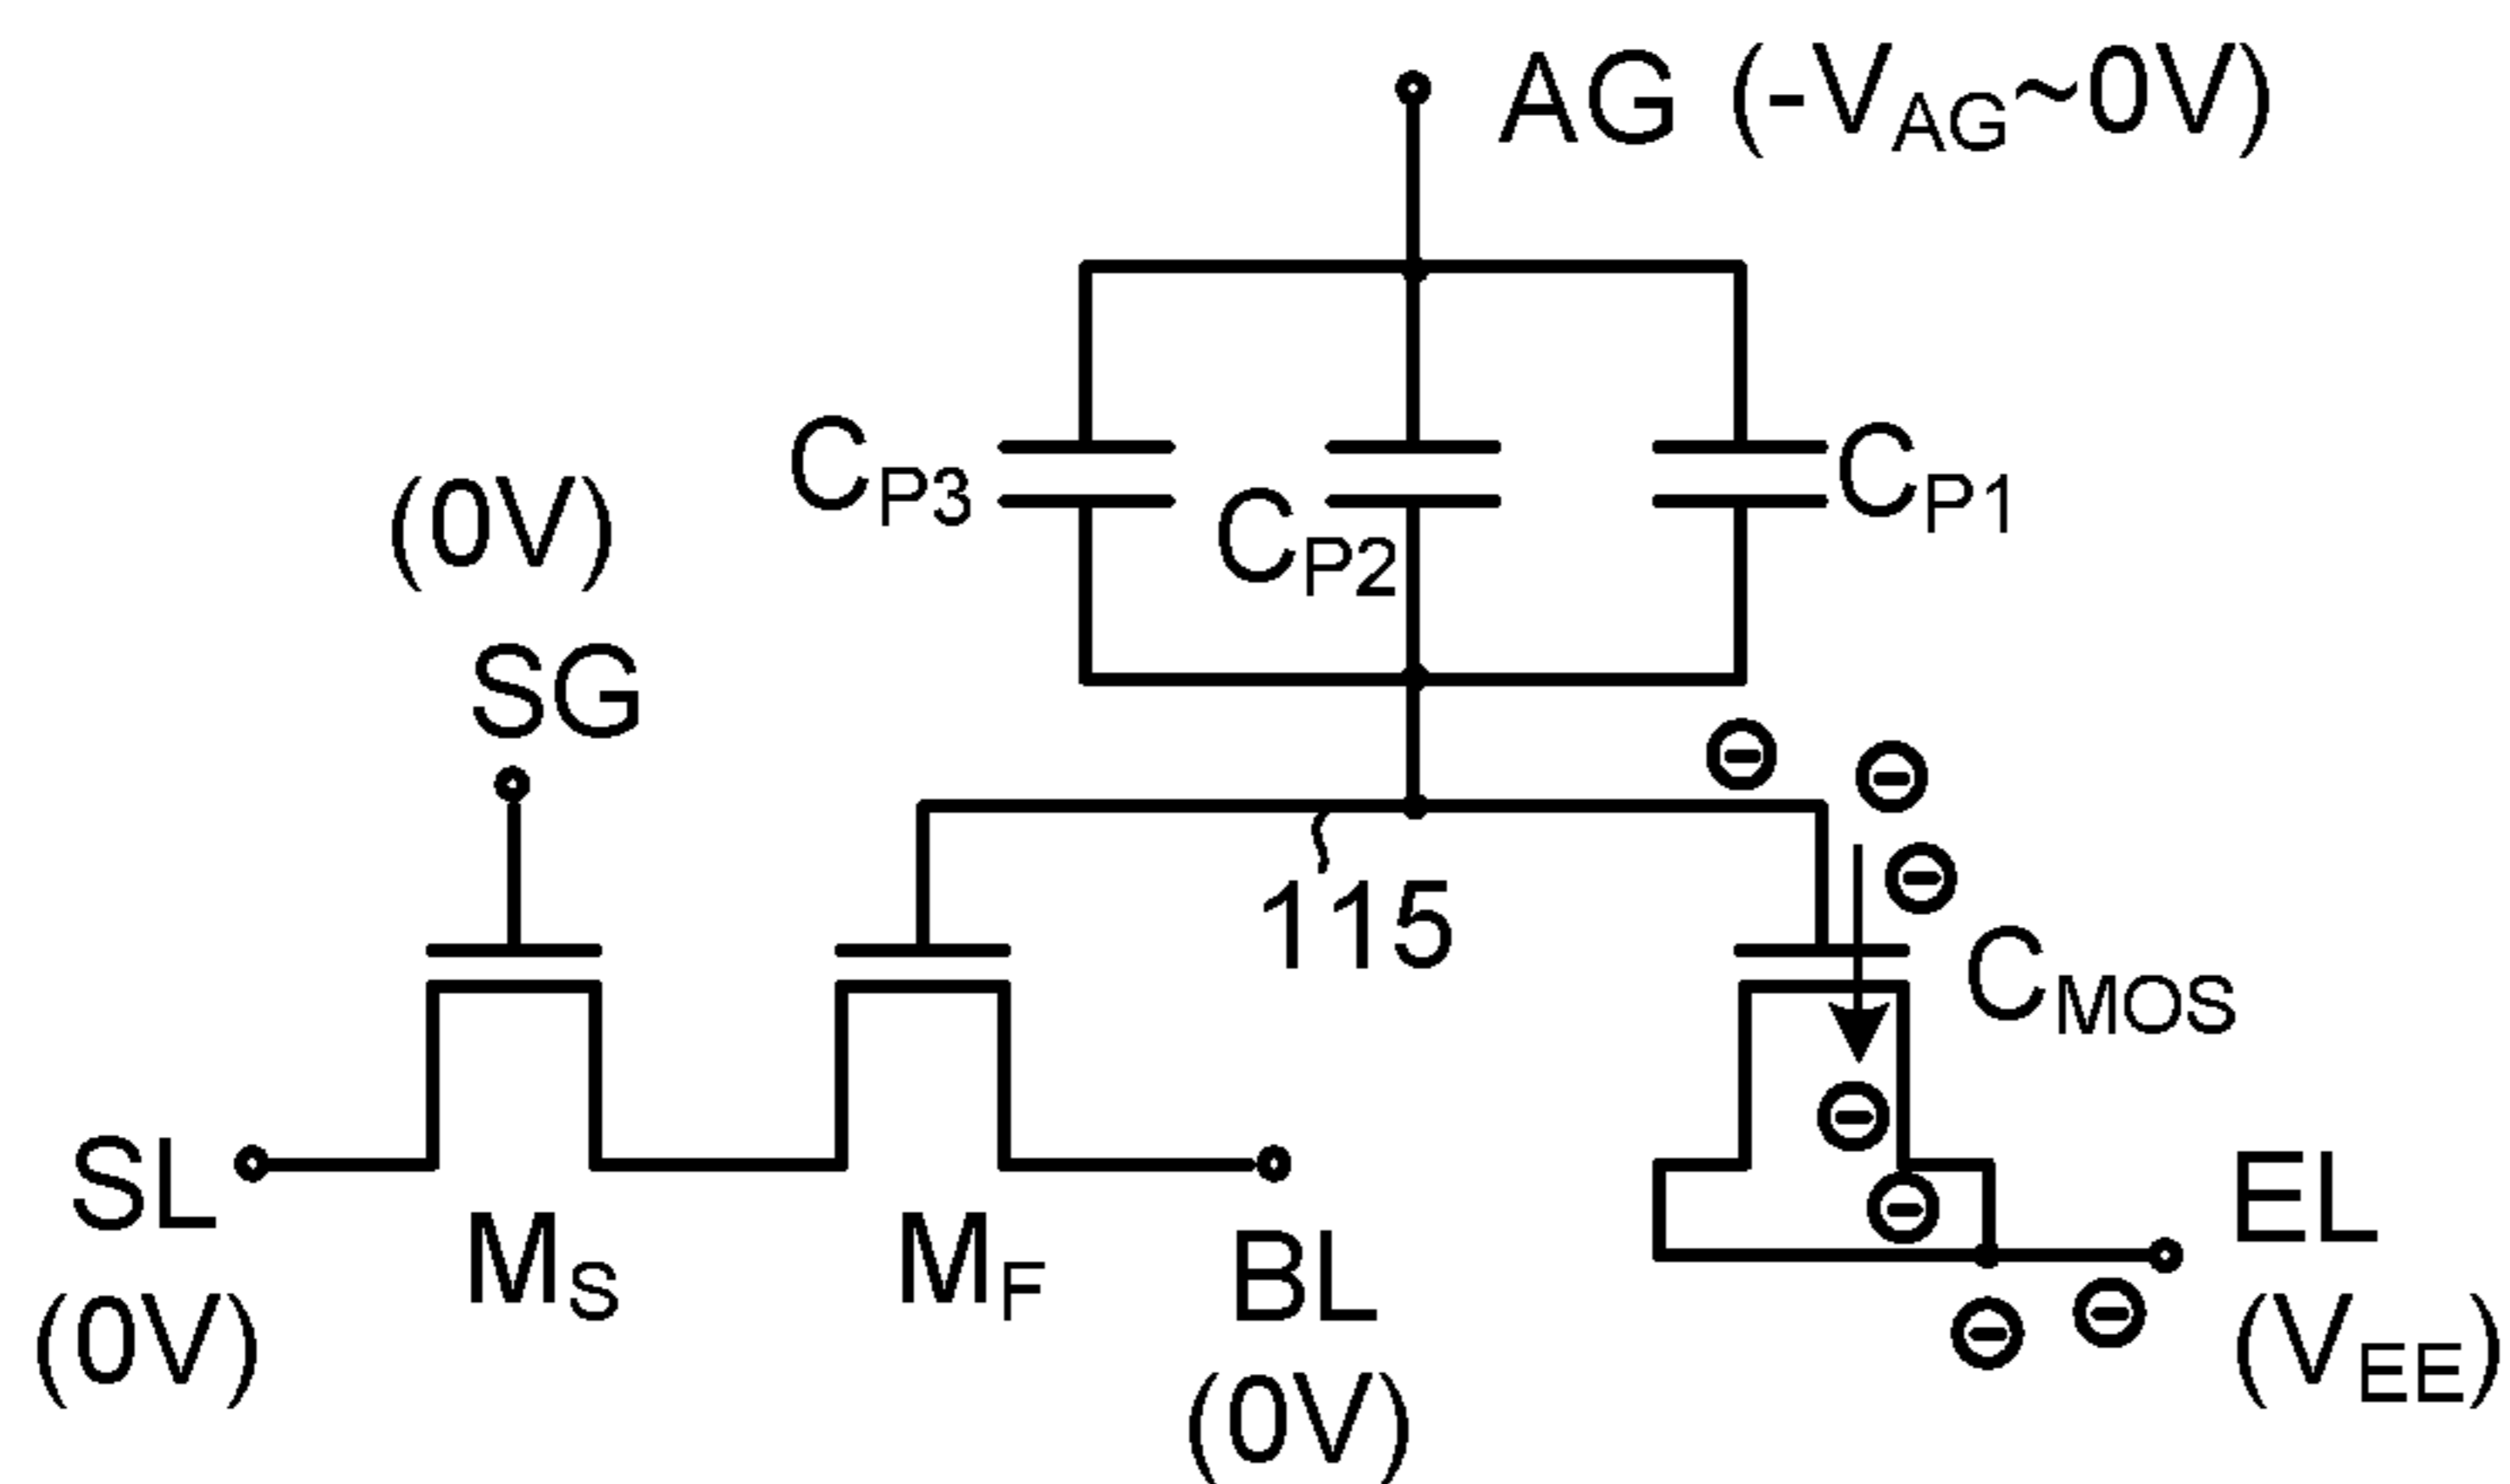 AG (-VAG~0V)
CP3
CP2
CP1
(0V)
SG
115
CMOS
SL
(0V)
MS
MF
BL
(0V)
EL
(VEE)